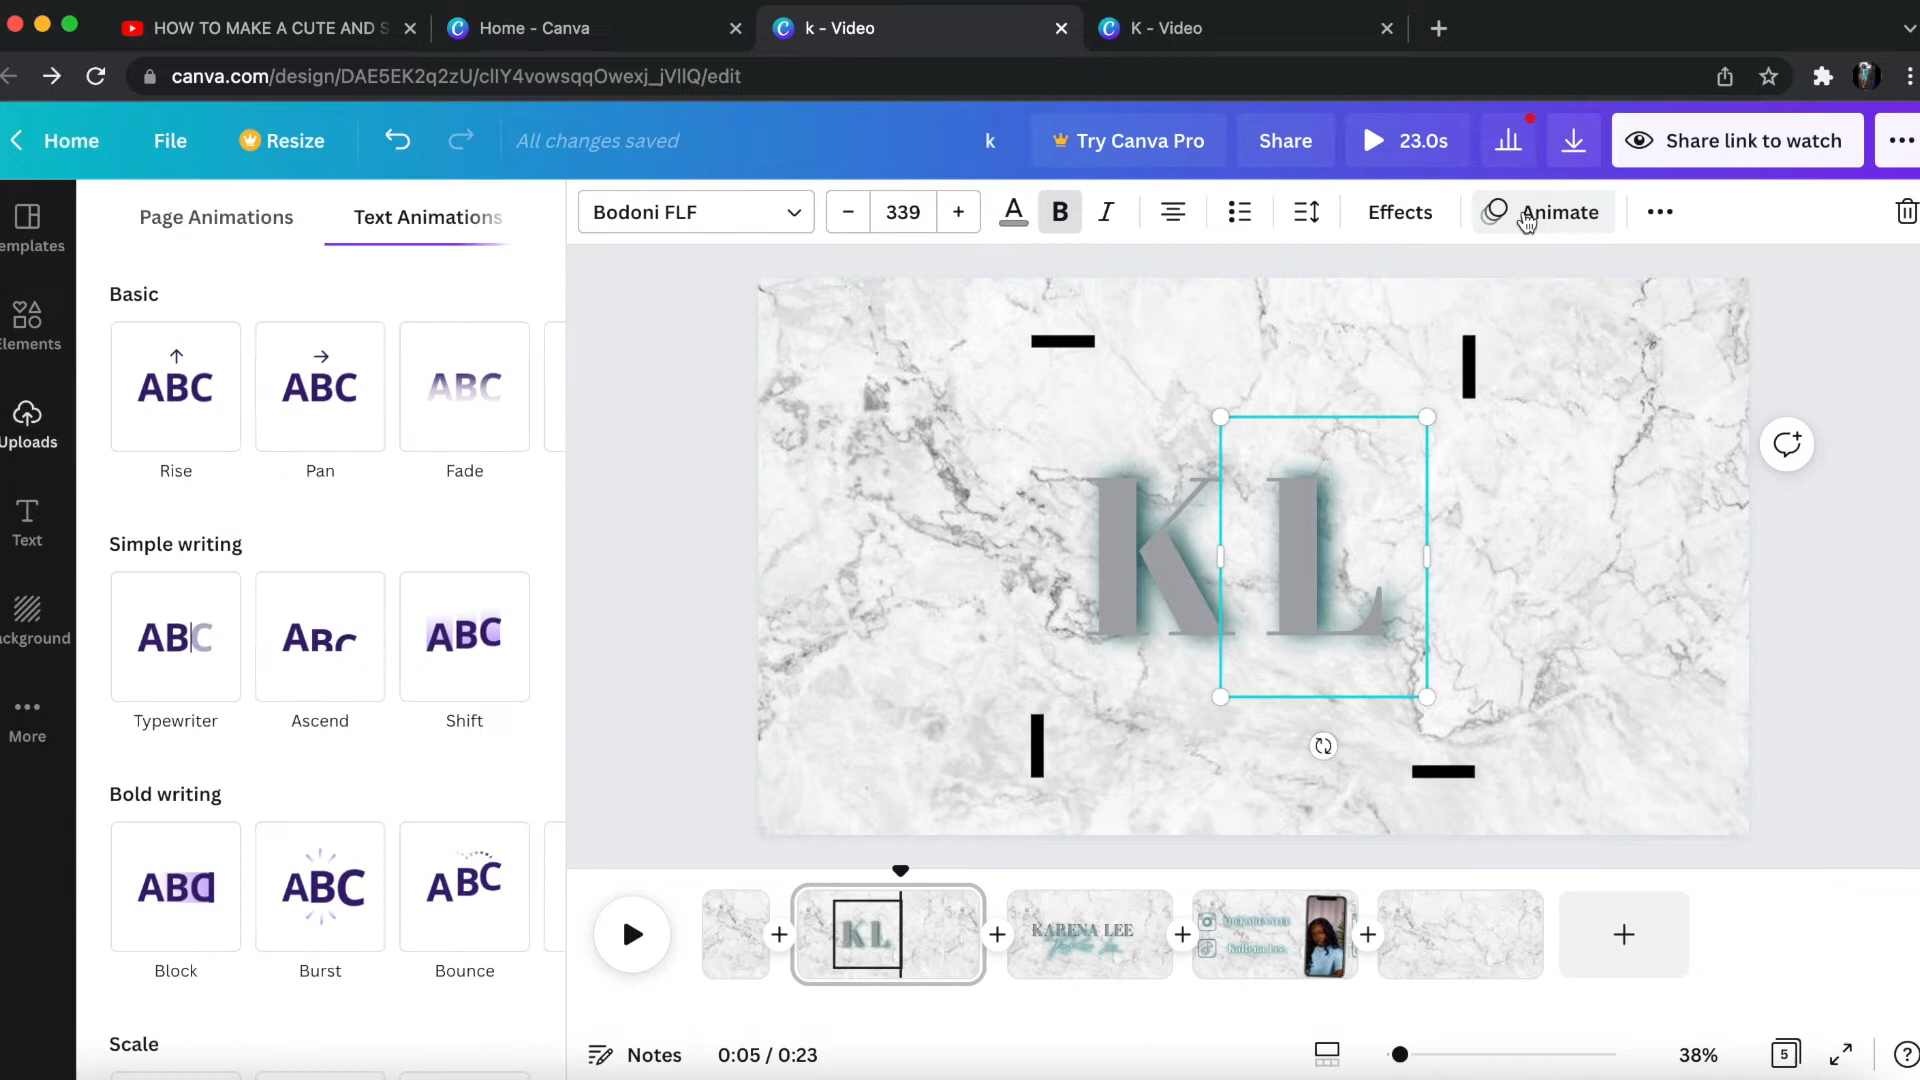 HOW TO MAKE A CUTE AND S
Home - Canva
k - Video
K - Video
canva.com/design/DAE5EK2q2zU/clIY4vowsqqOwexj_jVIIQ/edit
Home
File
Resize
All changes saved
k
Try Canva Pro
Share
23.0s
Share link to watch
Page Animations
Text Animations
Bodoni FLF
- 339 +
A
B
I
Effects
Animate
emplates
Elements
Uploads
Text
ackground
More
Basic
ABC
ABC
ABC
Rise
Pan
Fade
Simple writing
ABC
ABC
ABC
Typewriter
Ascend
Shift
Bold writing
ABC
ABC
ABC
Block
Burst
Bounce
Scale
K L
K L
KARENA LEE
KaRena Lee
Notes
0:05 / 0:23
38%
5
?